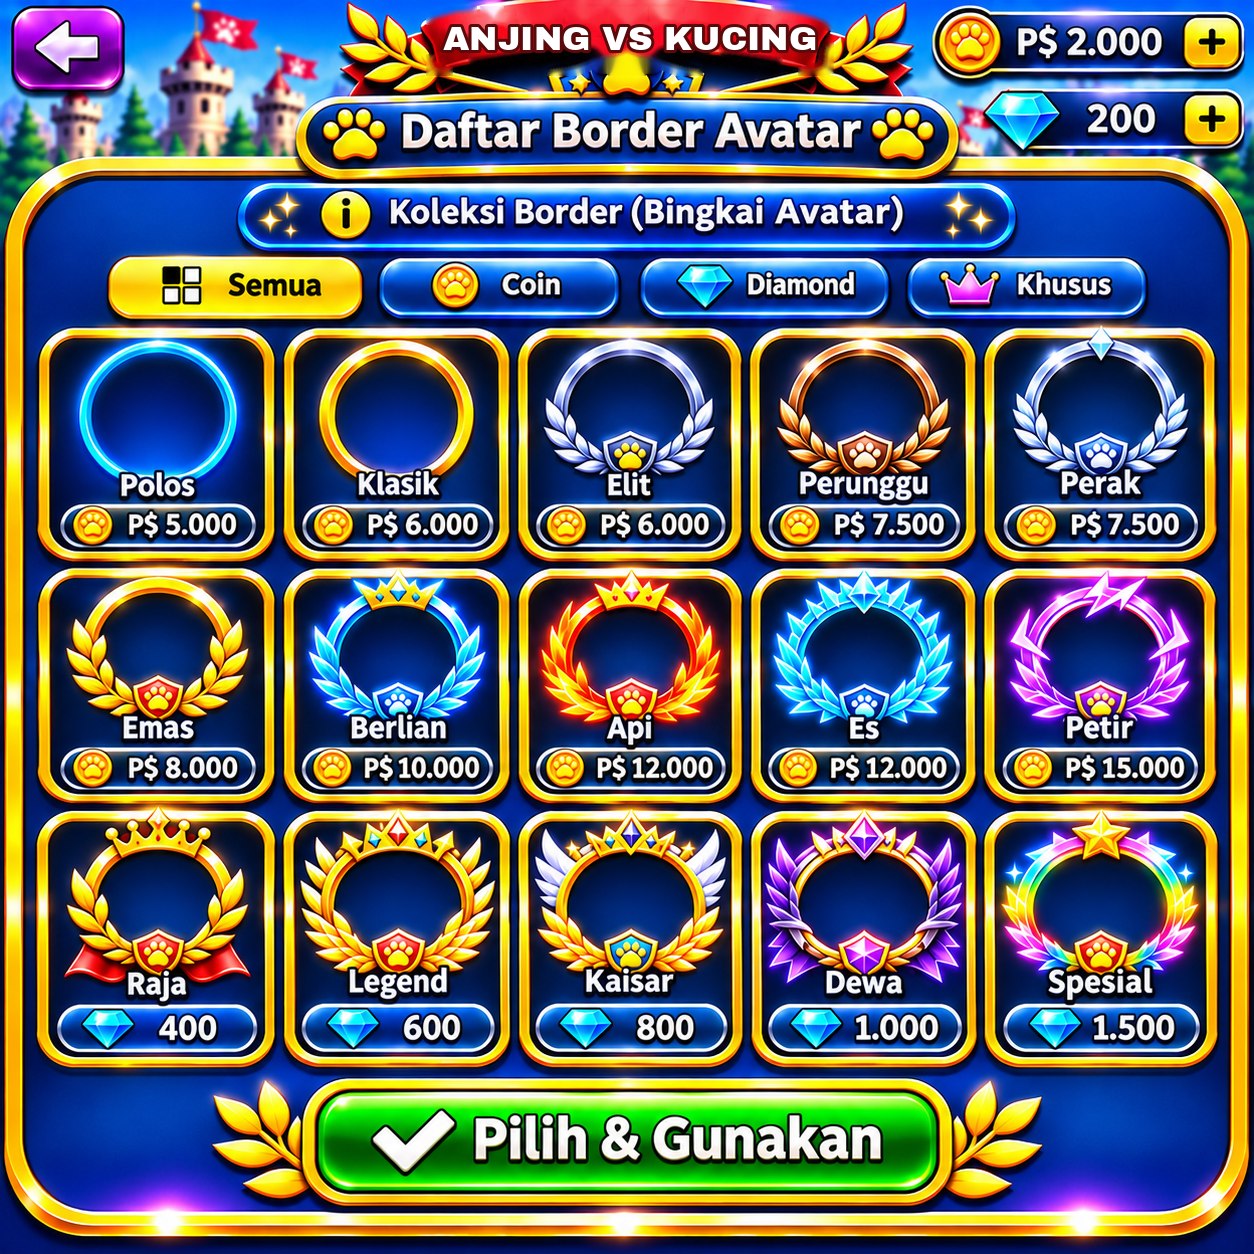 ANJING VS KUCING
P$ 2.000 +
200 +
Daftar Border Avatar
i Koleksi Border (Bingkai Avatar)
Semua Coin Diamond Khusus
Polos Klasik Elit Perunggu Perak
P$ 5.000 P$ 6.000 P$ 6.000 P$ 7.500 P$ 7.500
Emas Berlian Api Es Petir
P$ 8.000 P$ 10.000 P$ 12.000 P$ 12.000 P$ 15.000
Raja Legend Kaisar Dewa Spesial
400 600 800 1.000 1.500
Pilih & Gunakan